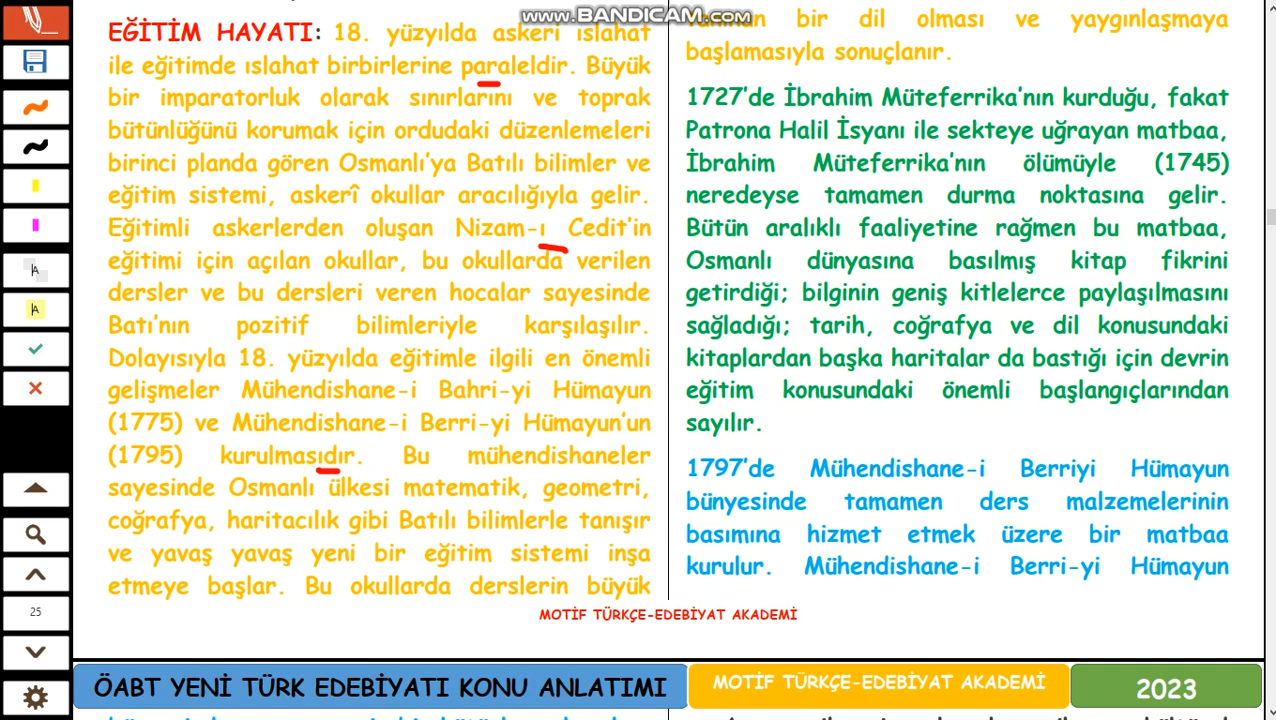 www.BANDICAM.com
EĞİTİM HAYATI: 18. yüzyılda askeri ıslahat
ile eğitimde ıslahat birbirlerine paraleldir. Büyük
bir imparatorluk olarak sınırlarını ve toprak
bütünlüğünü korumak için ordudaki düzenlemeleri
birinci planda gören Osmanlı’ya Batılı bilimler ve
eğitim sistemi, askerî okullar aracılığıyla gelir.
Eğitimli askerlerden oluşan Nizam-ı Cedit’in
eğitimi için açılan okullar, bu okullarda verilen
dersler ve bu dersleri veren hocalar sayesinde
Batı’nın pozitif bilimleriyle karşılaşılır.
Dolayısıyla 18. yüzyılda eğitimle ilgili en önemli
gelişmeler Mühendishane-i Bahri-yi Hümayun
(1775) ve Mühendishane-i Berri-yi Hümayun’un
(1795) kurulmasıdır. Bu mühendishaneler
sayesinde Osmanlı ülkesi matematik, geometri,
coğrafya, haritacılık gibi Batılı bilimlerle tanışır
ve yavaş yavaş yeni bir eğitim sistemi inşa
etmeye başlar. Bu okullarda derslerin büyük
bir dil olması ve yaygınlaşmaya
başlamasıyla sonuçlanır.
1727’de İbrahim Müteferrika’nın kurduğu, fakat
Patrona Halil İsyanı ile sekteye uğrayan matbaa,
İbrahim Müteferrika’nın ölümüyle (1745)
neredeyse tamamen durma noktasına gelir.
Bütün aralıklı faaliyetine rağmen bu matbaa,
Osmanlı dünyasına basılmış kitap fikrini
getirdiği; bilginin geniş kitlelerce paylaşılmasını
sağladığı; tarih, coğrafya ve dil konusundaki
kitaplardan başka haritalar da bastığı için devrin
eğitim konusundaki önemli başlangıçlarından
sayılır.
1797’de Mühendishane-i Berriyi Hümayun
bünyesinde tamamen ders malzemelerinin
basımına hizmet etmek üzere bir matbaa
kurulur. Mühendishane-i Berri-yi Hümayun
MOTİF TÜRKÇE-EDEBİYAT AKADEMİ
25
ÖABT YENİ TÜRK EDEBİYATI KONU ANLATIMI
MOTİF TÜRKÇE-EDEBİYAT AKADEMİ
2023